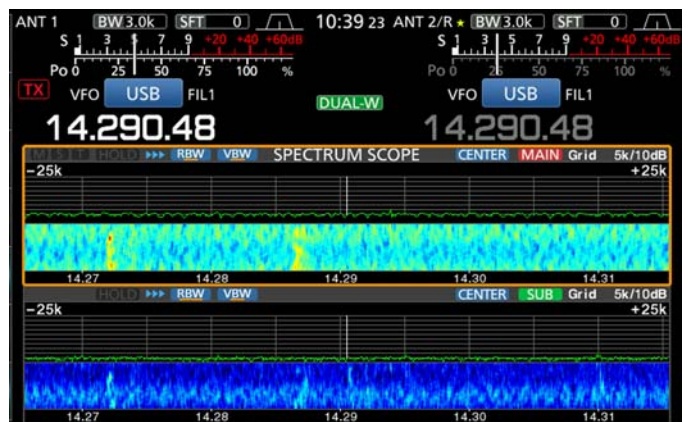 ANT 1 BW 3.0k SFT 0 10:39 23 ANT 2/R ★ BW 3.0k SFT 0
S 1 3 5 7 9 +20 +40 +60dB S 1 3 5 7 9 +20 +40 +60dB
Po 0 25 50 75 100 % Po 0 25 50 75 100 %
TX VFO USB FIL1 DUAL-W VFO USB FIL1
14.290.48 14.290.48
HOLD RBW VBW SPECTRUM SCOPE CENTER MAIN Grid 5k/10dB
-25k +25k
14.27 14.28 14.29 14.30 14.31
HOLD RBW VBW CENTER SUB Grid 5k/10dB
-25k +25k
14.27 14.28 14.29 14.30 14.31